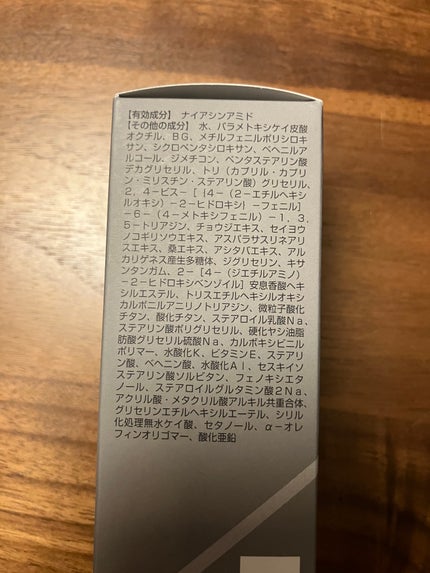 【有効成分】 ナイアシンアミド
【その他の成分】 水、パラメトキシケイ皮酸
オクチル、BG、メチルフェニルポリシロキ
サン、シクロペンタシロキサン、ベヘニルア
ルコール、ジメチコン、ペンタステアリン酸
デカグリセリル、トリ(カプリル・カプリ
ン・ミリスチン・ステアリン酸)グリセリル、
2,4-ビス-[{4-(2-エチルヘキ
シルオキシ)-2-ヒドロキシ}-フェニル]
-6-(4-メトキシフェニル)-1,3,
5-トリアジン、チョウジエキス、セイヨウ
ノコギリソウエキス、アスパラサスリネアリ
スエキス、桑エキス、アシタバエキス、アル
カリゲネス産生多糖体、ジグリセリン、キサ
ンタンガム、2-[4-(ジエチルアミノ)
-2-ヒドロキシベンゾイル]安息香酸ヘキ
シルエステル、トリスエチルヘキシルオキシ
カルボニルアニリノトリアジン、微粒子酸化
チタン、酸化チタン、ステアロイル乳酸Na、
ステアリン酸ポリグリセリル、硬化ヤシ油脂
肪酸グリセリル硫酸Na、カルボキシビニル
ポリマー、水酸化K、ビタミンE、ステアリ
ン酸、ベヘニン酸、水酸化Al、セスキイソ
ステアリン酸ソルビタン、フェノキシエタ
ノール、ステアロイルグルタミン酸2Na、
アクリル酸・メタクリル酸アルキル共重合体、
グリセリンエチルヘキシルエーテル、シリル
化処理無水ケイ酸、セタノール、α-オレ
フィンオリゴマー、酸化亜鉛